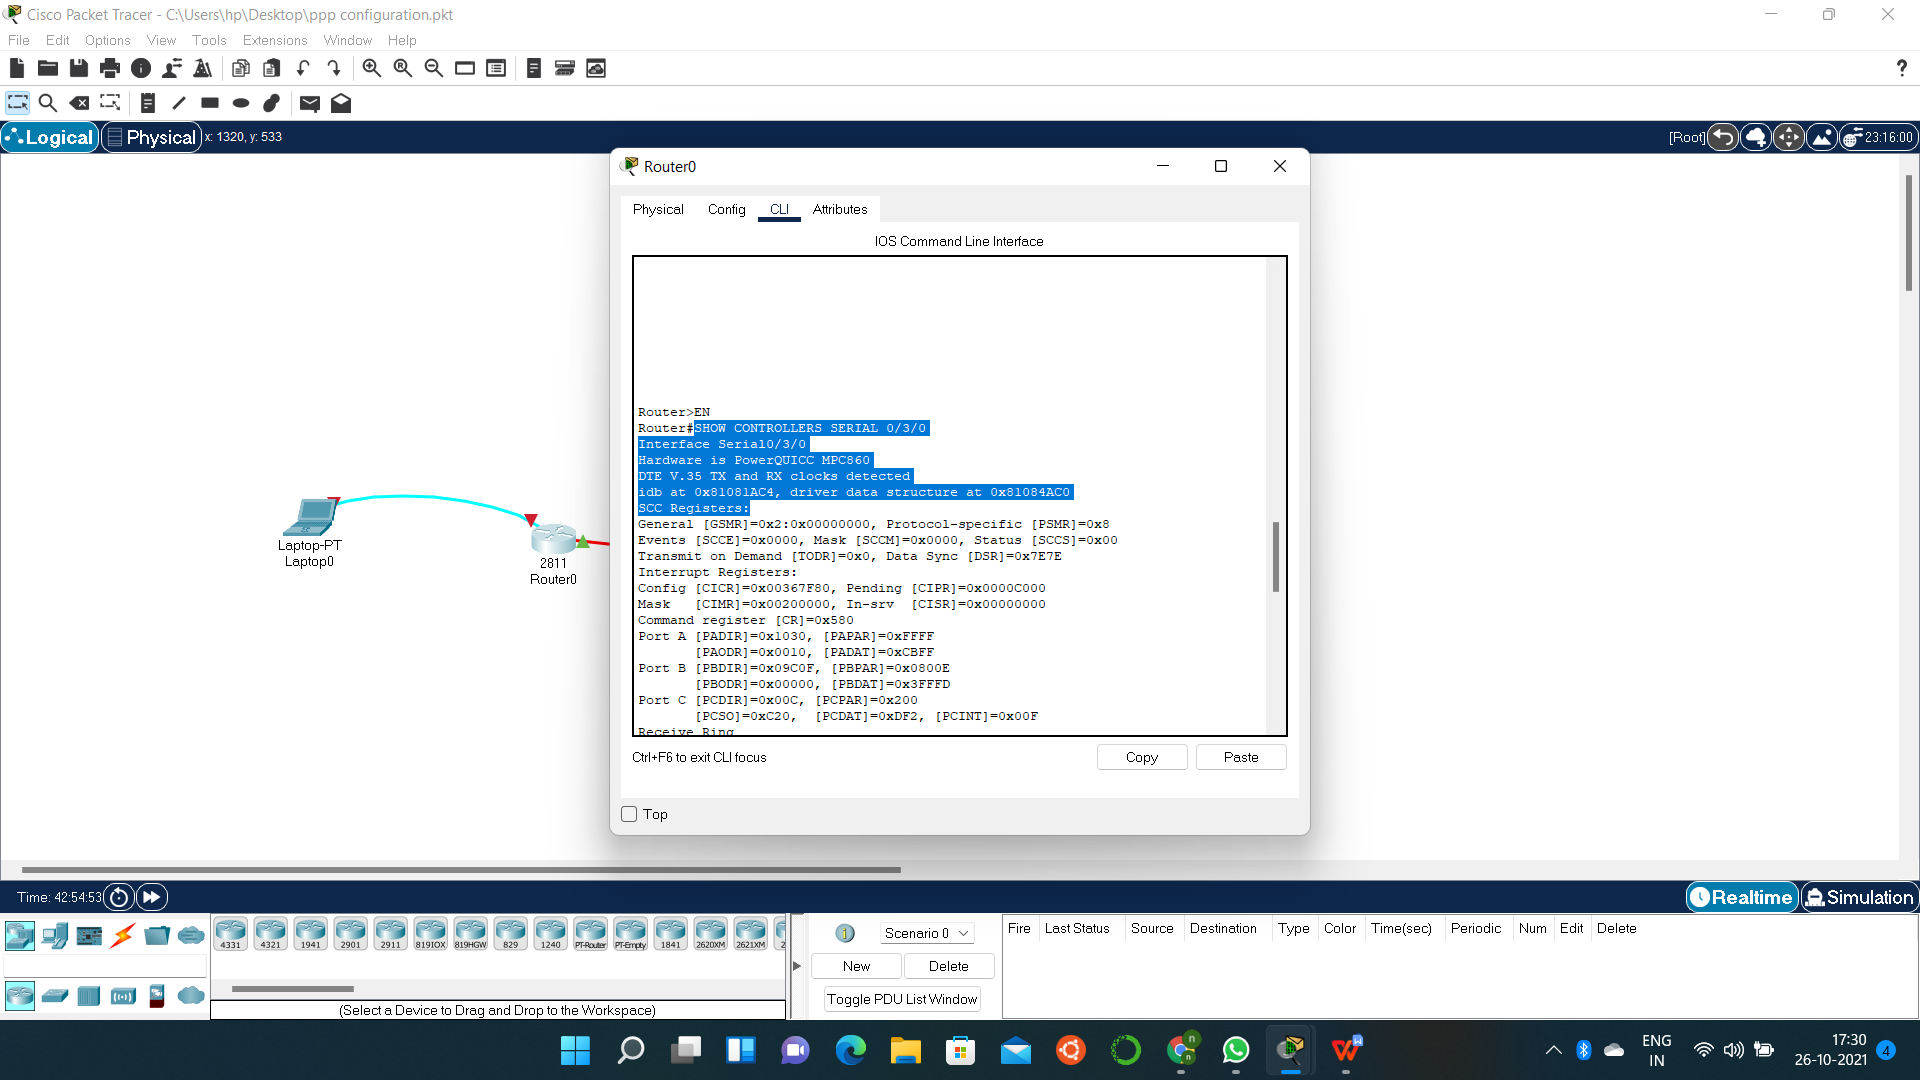 Cisco Packet Tracer - C:\Users\hp\Desktop\ppp configuration.pkt
File Edit Options View Tools Extensions Window Help
?
Logical Physical x: 1320, y: 533 [Root] 23:16:00
Router0
Physical Config CLI Attributes
IOS Command Line Interface
Router>EN
Router#SHOW CONTROLLERS SERIAL 0/3/0
Interface Serial0/3/0
Hardware is PowerQUICC MPC860
DTE V.35 TX and RX clocks detected
idb at 0x81081AC4, driver data structure at 0x81084AC0
SCC Registers:
General [GSMR]=0x2:0x00000000, Protocol-specific [PSMR]=0x8
Events [SCCE]=0x0000, Mask [SCCM]=0x0000, Status [SCCS]=0x00
Transmit on Demand [TODR]=0x0, Data Sync [DSR]=0x7E7E
Interrupt Registers:
Config [CICR]=0x00367F80, Pending [CIPR]=0x0000C000
Mask [CIMR]=0x00200000, In-srv [CISR]=0x00000000
Command register [CR]=0x580
Port A [PADIR]=0x1030, [PAPAR]=0xFFFF
[PAODR]=0x0010, [PADAT]=0xCBFF
Port B [PBDIR]=0x09C0F, [PBPAR]=0x0800E
[PBODR]=0x00000, [PBDAT]=0x3FFFD
Port C [PCDIR]=0x00C, [PCPAR]=0x200
[PCSO]=0xC20, [PCDAT]=0xDF2, [PCINT]=0x00F
Receive Ring
Ctrl+F6 to exit CLI focus Copy Paste
Top
Laptop-PT
Laptop0
2811
Router0
Time: 42:54:53 Realtime Simulation
4331 4321 1941 2901 2911 819IOX 819HGW 829 1240 PT-Router PT-Empty 1841 2620XM 2621XM 2
(Select a Device to Drag and Drop to the Workspace)
Scenario 0
New Delete
Toggle PDU List Window
Fire Last Status Source Destination Type Color Time(sec) Periodic Num Edit Delete
ENG
IN
17:30
26-10-2021
4